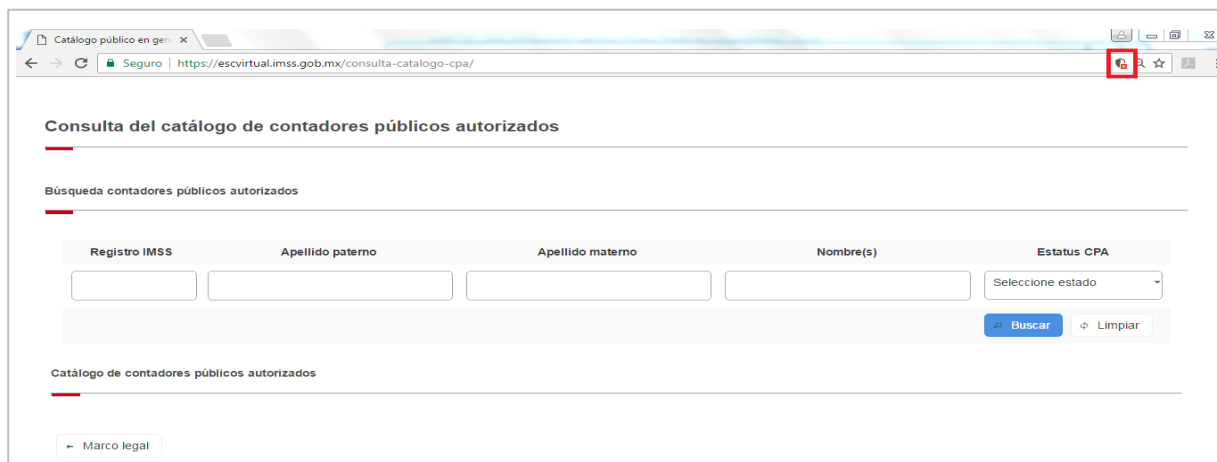 Catálogo público en gen
Seguro | https://escvirtual.imss.gob.mx/consulta-catalogo-cpa/
Consulta del catálogo de contadores públicos autorizados
Búsqueda contadores públicos autorizados
Registro IMSS Apellido paterno Apellido materno Nombre(s) Estatus CPA
Seleccione estado
Buscar Limpiar
Catálogo de contadores públicos autorizados
Marco legal